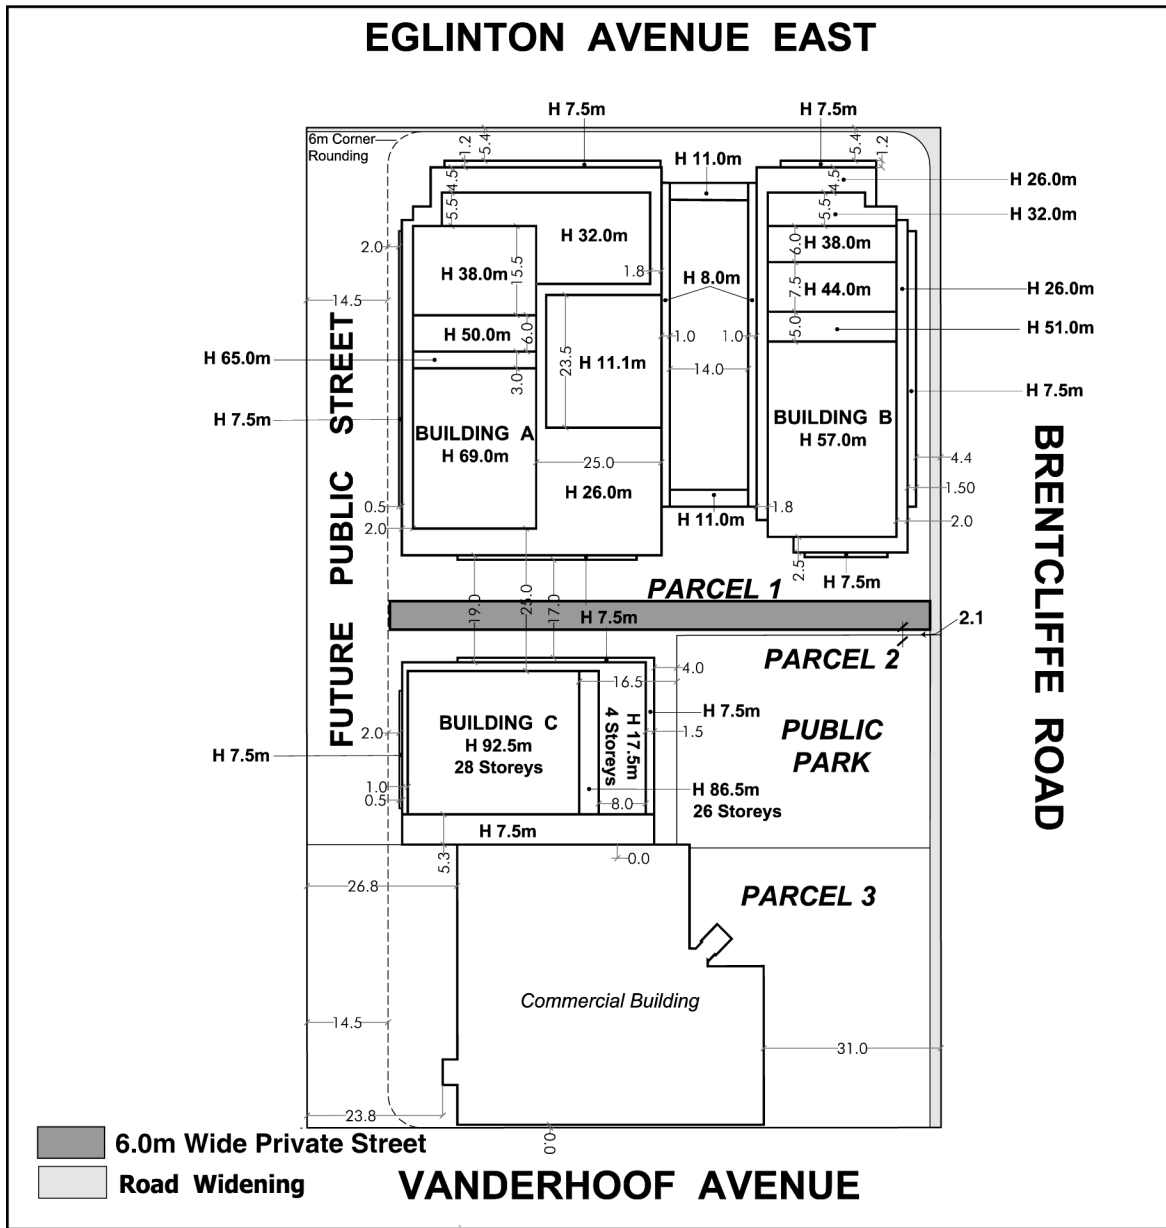 EGLINTON AVENUE EAST
H 7.5m
H 7.5m
6m Corner
Rounding
1.2
5.4
5.4
1.2
H 11.0m
4.5
4.5
H 26.0m
5.5
5.5
H 32.0m
2.0
H 32.0m
6.0
H 38.0m
H 38.0m
15.5
1.8
H 8.0m
7.5
H 44.0m
H 26.0m
14.5
H 50.0m
6.0
1.0
1.0
5.0
H 51.0m
H 65.0m
3.0
23.5
H 11.1m
14.0
H 7.5m
H 7.5m
BUILDING A
H 69.0m
BUILDING B
H 57.0m
25.0
4.4
H 26.0m
1.50
0.5
2.0
H 11.0m
1.8
2.0
2.5
H 7.5m
FUTURE PUBLIC STREET
BRENTCLIFFE ROAD
PARCEL 1
19.0
25.0
17.0
H 7.5m
2.1
PARCEL 2
4.0
16.5
BUILDING C
H 92.5m
28 Storeys
H 17.5m
4 Storeys
H 7.5m
1.5
PUBLIC
PARK
2.0
H 7.5m
1.0
0.5
H 86.5m
26 Storeys
8.0
H 7.5m
5.3
0.0
26.8
PARCEL 3
Commercial Building
14.5
31.0
23.8
0.0
6.0m Wide Private Street
Road Widening
VANDERHOOF AVENUE